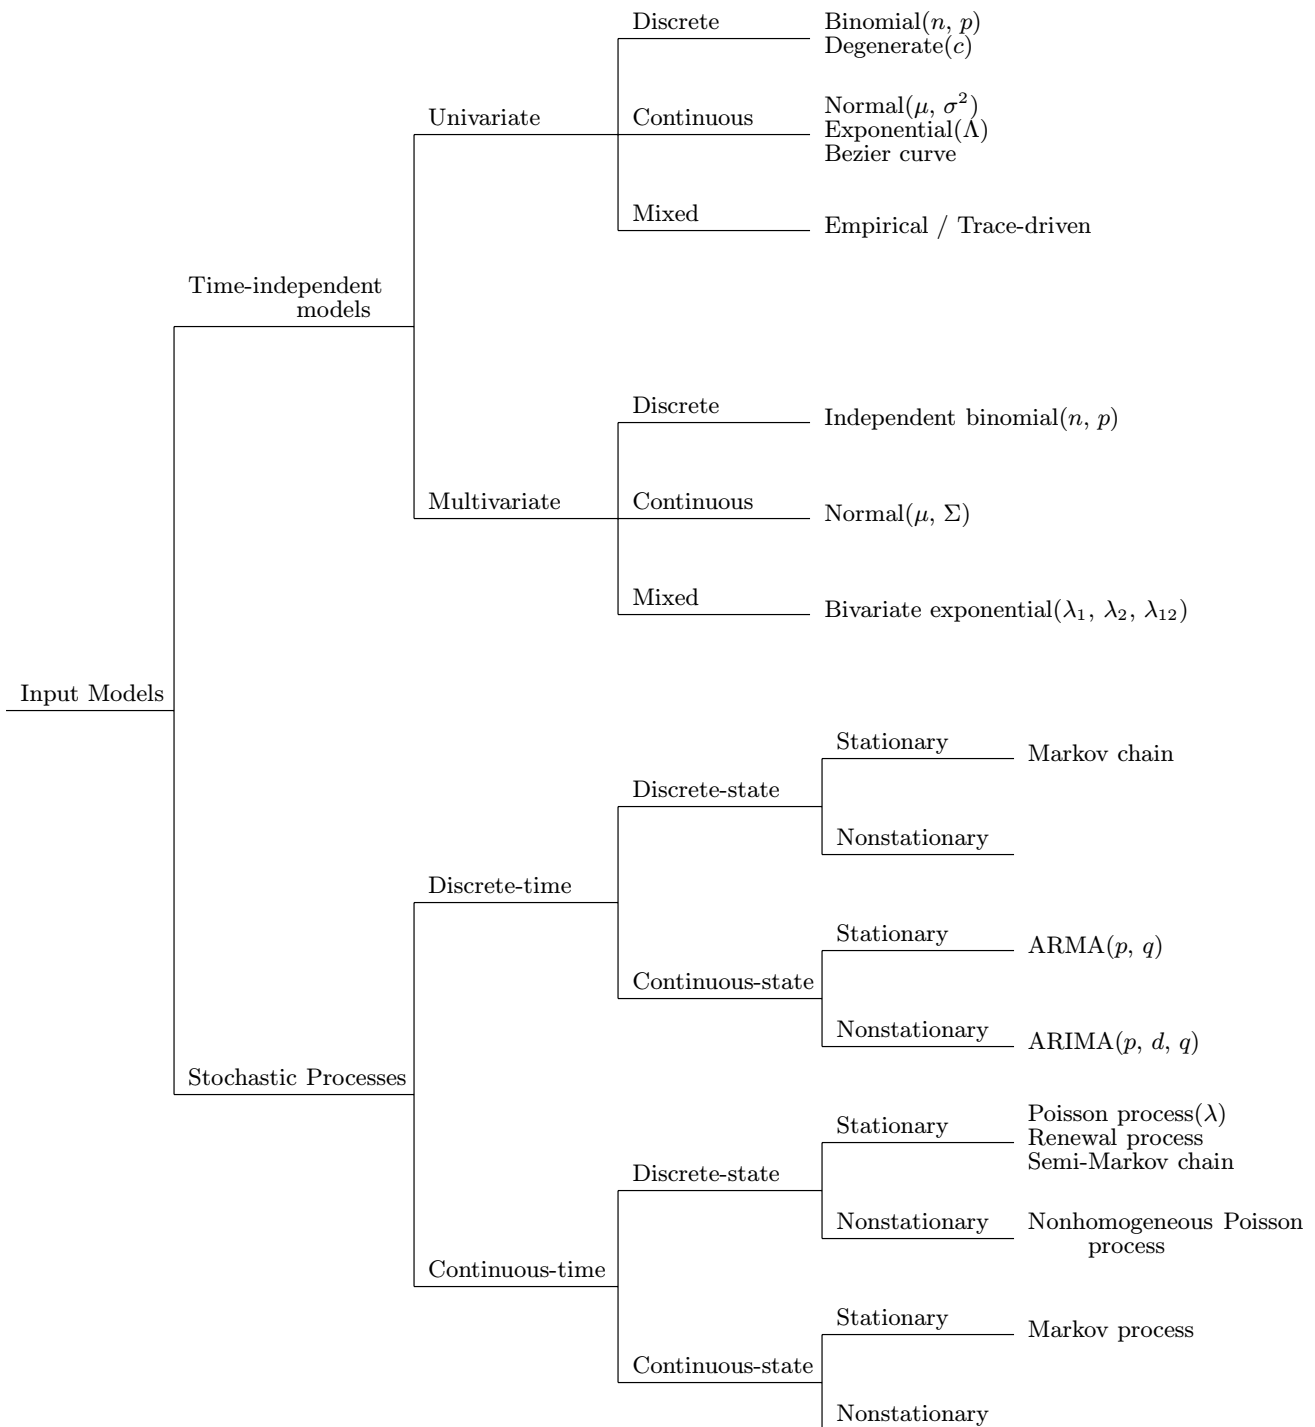 Discrete
Binomial(n, p)
Degenerate(c)
Univariate
Continuous
Normal(μ, σ²)
Exponential(Λ)
Bezier curve
Mixed
Empirical / Trace-driven
Time-independent
models
Discrete
Independent binomial(n, p)
Multivariate
Continuous
Normal(μ, Σ)
Mixed
Bivariate exponential(λ₁, λ₂, λ₁₂)
Input Models
Stationary
Markov chain
Discrete-state
Nonstationary
Discrete-time
Stationary
ARMA(p, q)
Continuous-state
Nonstationary
ARIMA(p, d, q)
Stochastic Processes
Stationary
Poisson process(λ)
Renewal process
Semi-Markov chain
Discrete-state
Nonstationary
Nonhomogeneous Poisson
process
Continuous-time
Stationary
Markov process
Continuous-state
Nonstationary